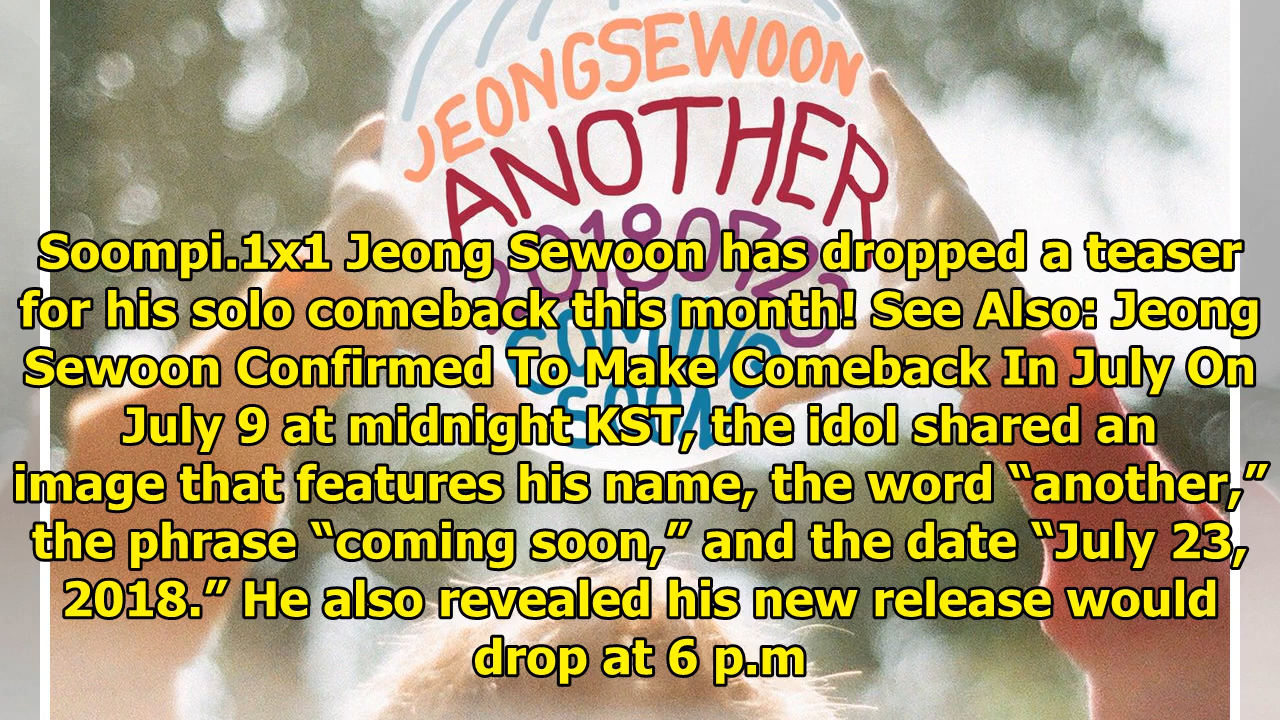 JEONGSEWOON
ANOTHER
20180723
COMING
SOON
Soompi.1x1 Jeong Sewoon has dropped a teaser
for his solo comeback this month! See Also: Jeong
Sewoon Confirmed To Make Comeback In July On
July 9 at midnight KST, the idol shared an
image that features his name, the word “another,”
the phrase “coming soon,” and the date “July 23,
2018.” He also revealed his new release would
drop at 6 p.m